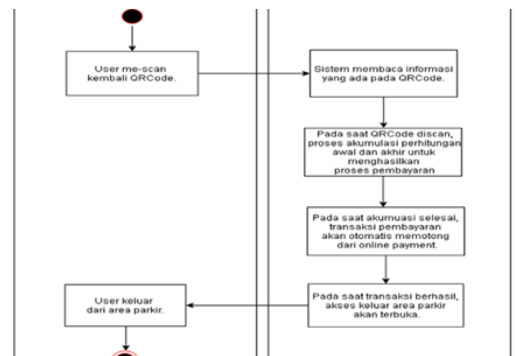 User me-scan
kembali QRCode.
Sistem membaca informasi
yang ada pada QRCode.
Pada saat QRCode discan,
proses akumulasi perhitungan
awal dan akhir untuk
menghasilkan
proses pembayaran
Pada saat akumuasi selesai,
transaksi pembayaran
akan otomatis memotong
dari online payment.
User keluar
dari area parkir.
Pada saat transaksi berhasil,
akses keluar area parkir
akan terbuka.